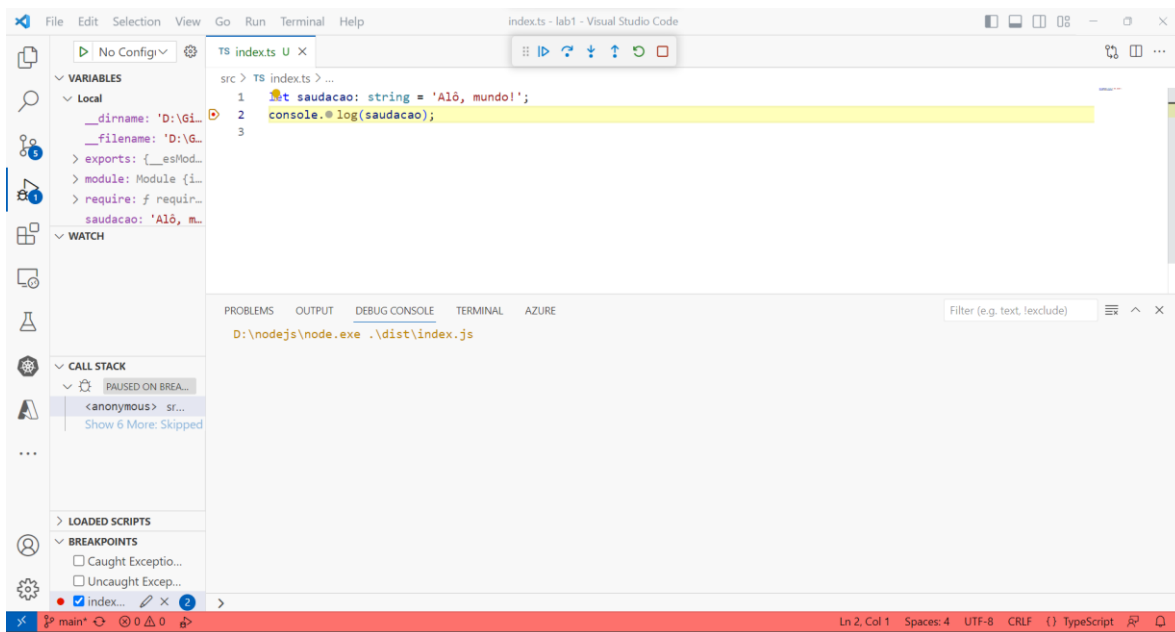 File Edit Selection View Go Run Terminal Help
index.ts - lab1 - Visual Studio Code
No Configu
TS index.ts U
VARIABLES
Local
__dirname: 'D:\Gi…
__filename: 'D:\G…
exports: {__esMod…
module: Module {i…
require: ƒ requir…
saudacao: 'Alô, m…
WATCH
CALL STACK
PAUSED ON BREA…
<anonymous> sr…
Show 6 More: Skipped
LOADED SCRIPTS
BREAKPOINTS
Caught Exceptio…
Uncaught Excep…
index… 2
5
1
src > TS index.ts > ...
1 let saudacao: string = 'Alô, mundo!';
2 console.log(saudacao);
3
PROBLEMS OUTPUT DEBUG CONSOLE TERMINAL AZURE
Filter (e.g. text, !exclude)
D:\nodejs\node.exe .\dist\index.js
>
main* 0 0
Ln 2, Col 1 Spaces: 4 UTF-8 CRLF {} TypeScript